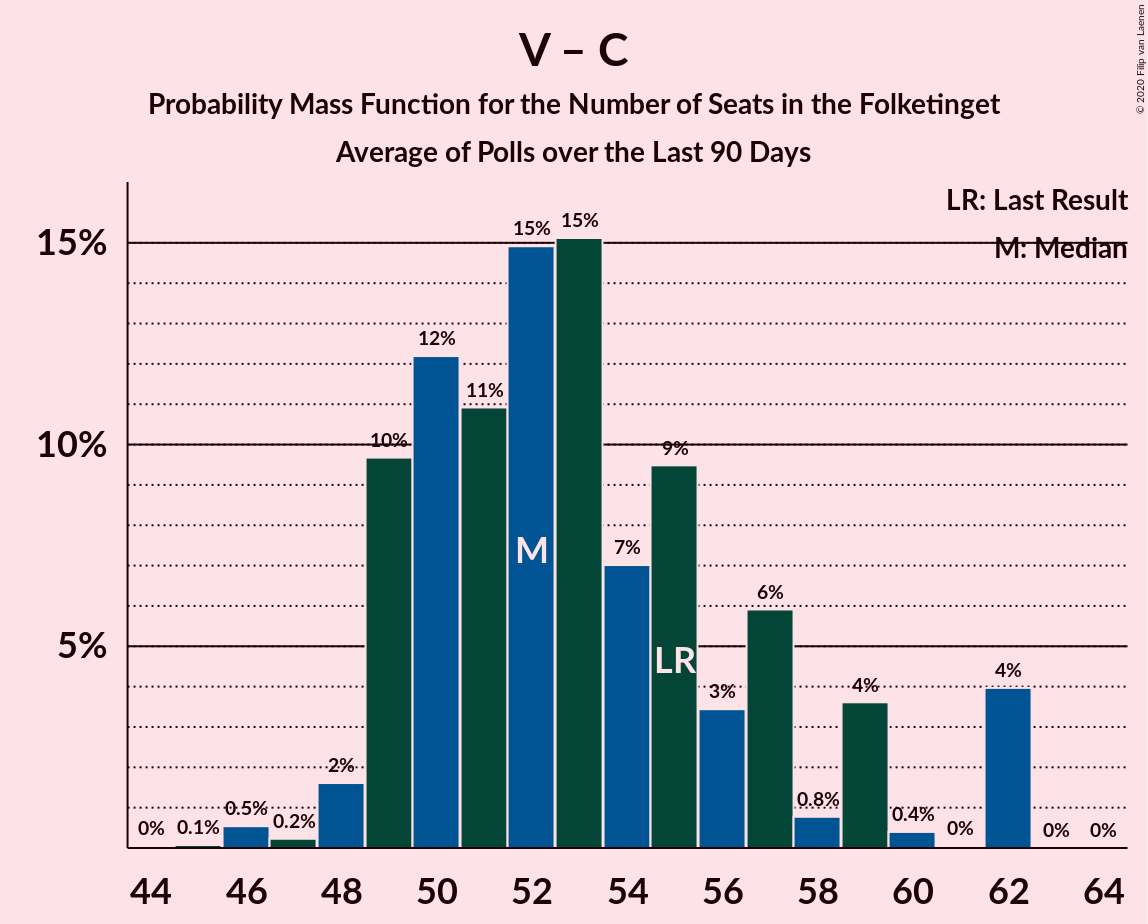 V – C
Probability Mass Function for the Number of Seats in the Folketinget
Average of Polls over the Last 90 Days
© 2020 Filip van Laenen
LR: Last Result
M: Median
15%
10%
5%
0%
0.1%
0.5%
0.2%
2%
10%
12%
11%
15%
15%
7%
9%
3%
6%
0.8%
4%
0.4%
0%
4%
0%
0%
M
LR
44 46 48 50 52 54 56 58 60 62 64